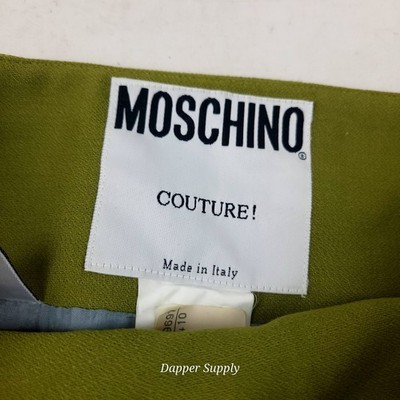 MOSCHINO®
COUTURE!
Made in Italy
Dapper Supply